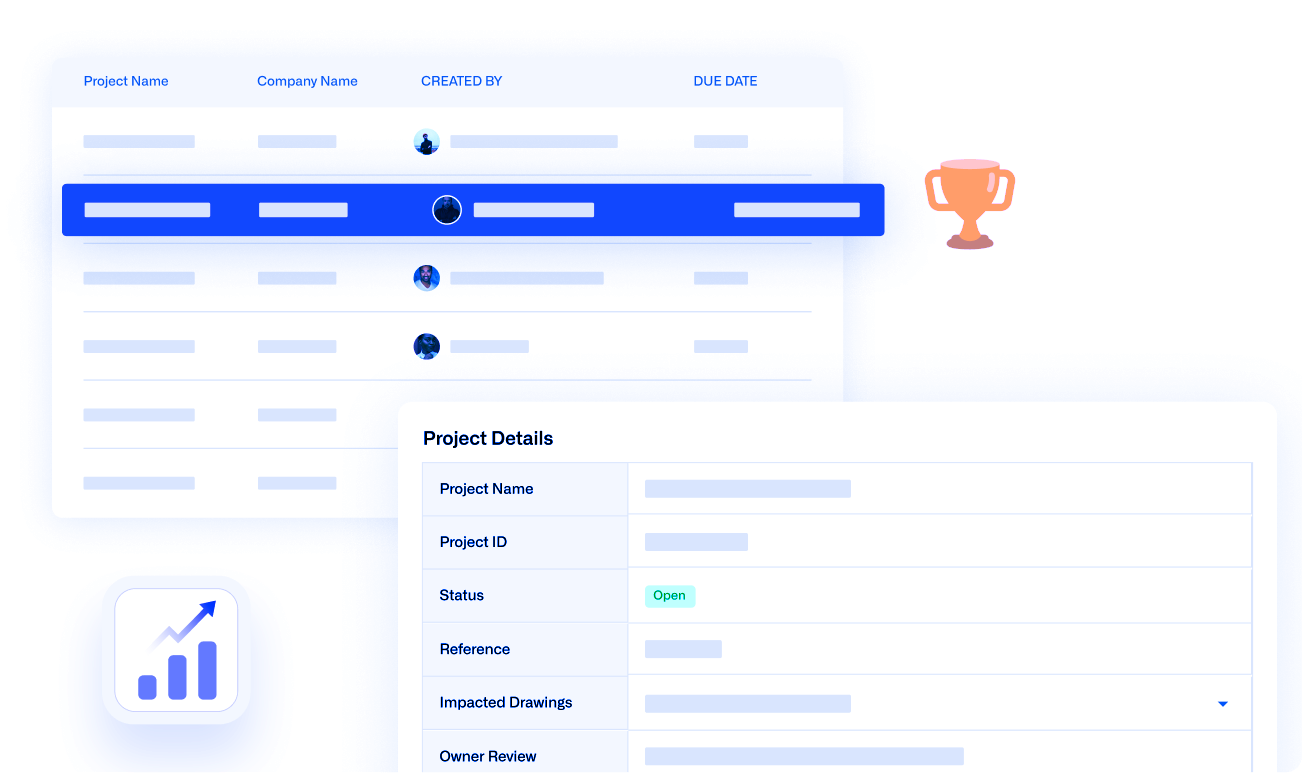 Project Name Company Name CREATED BY DUE DATE
Project Details
Project Name
Project ID
Status Open
Reference
Impacted Drawings
Owner Review